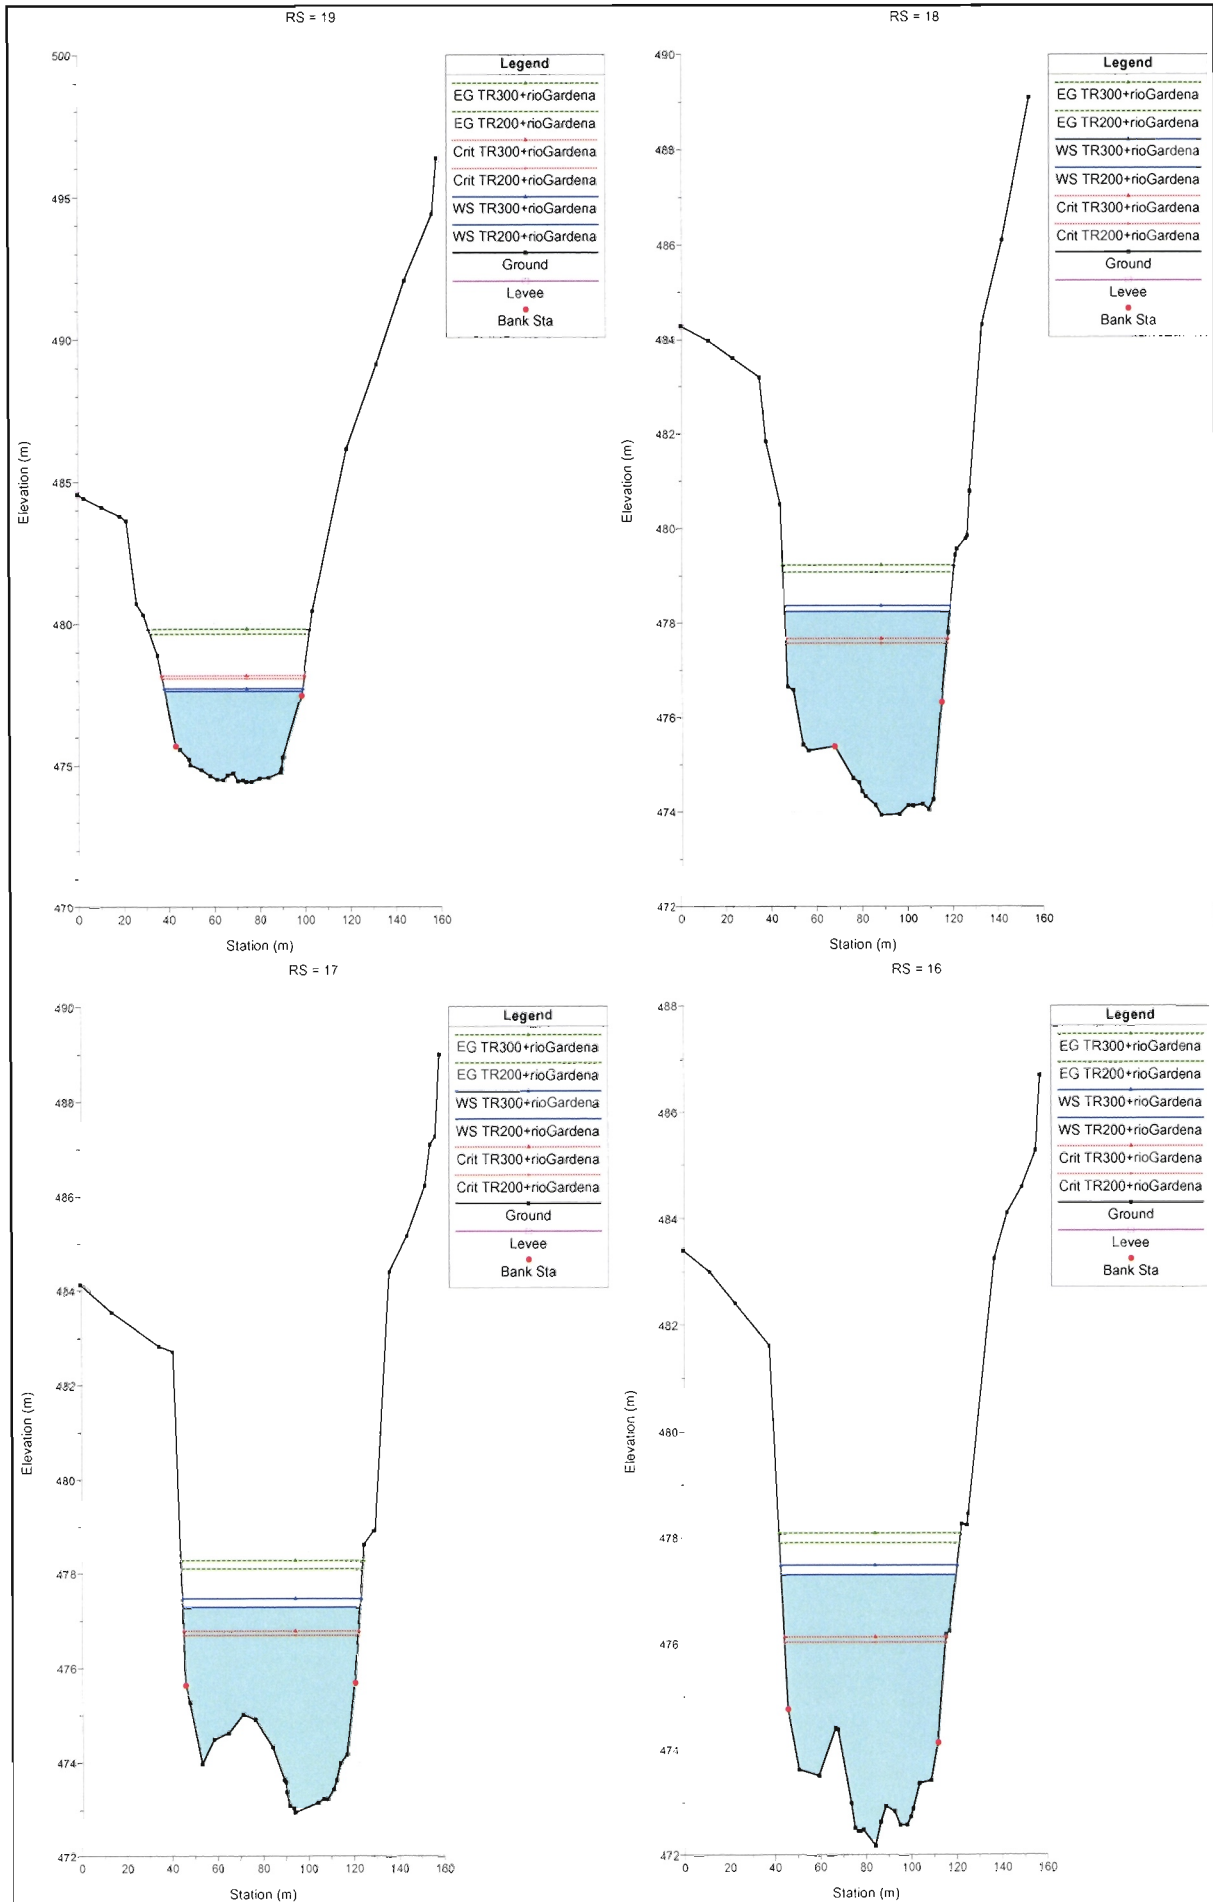 RS = 19
500
495
490
485
480
475
470
Elevation (m)
0 20 40 60 80 100 120 140 160
Station (m)
Legend
EG TR300+rioGardena
EG TR200+rioGardena
Crit TR300+rioGardena
Crit TR200+rioGardena
WS TR300+rioGardena
WS TR200+rioGardena
Ground
Levee
Bank Sta
RS = 18
490
488
486
484
482
480
478
476
474
472
Elevation (m)
0 20 40 60 80 100 120 140 160
Station (m)
Legend
EG TR300+rioGardena
EG TR200+rioGardena
WS TR300+rioGardena
WS TR200+rioGardena
Crit TR300+rioGardena
Crit TR200+rioGardena
Ground
Levee
Bank Sta
RS = 17
490
488
486
484
482
480
478
476
474
472
Elevation (m)
0 20 40 60 80 100 120 140 160
Station (m)
Legend
EG TR300+rioGardena
EG TR200+rioGardena
WS TR300+rioGardena
WS TR200+rioGardena
Crit TR300+rioGardena
Crit TR200+rioGardena
Ground
Levee
Bank Sta
RS = 16
488
486
484
482
480
478
476
474
472
Elevation (m)
0 20 40 60 80 100 120 140 160
Station (m)
Legend
EG TR300+rioGardena
EG TR200+rioGardena
WS TR300+rioGardena
WS TR200+rioGardena
Crit TR300+rioGardena
Crit TR200+rioGardena
Ground
Levee
Bank Sta